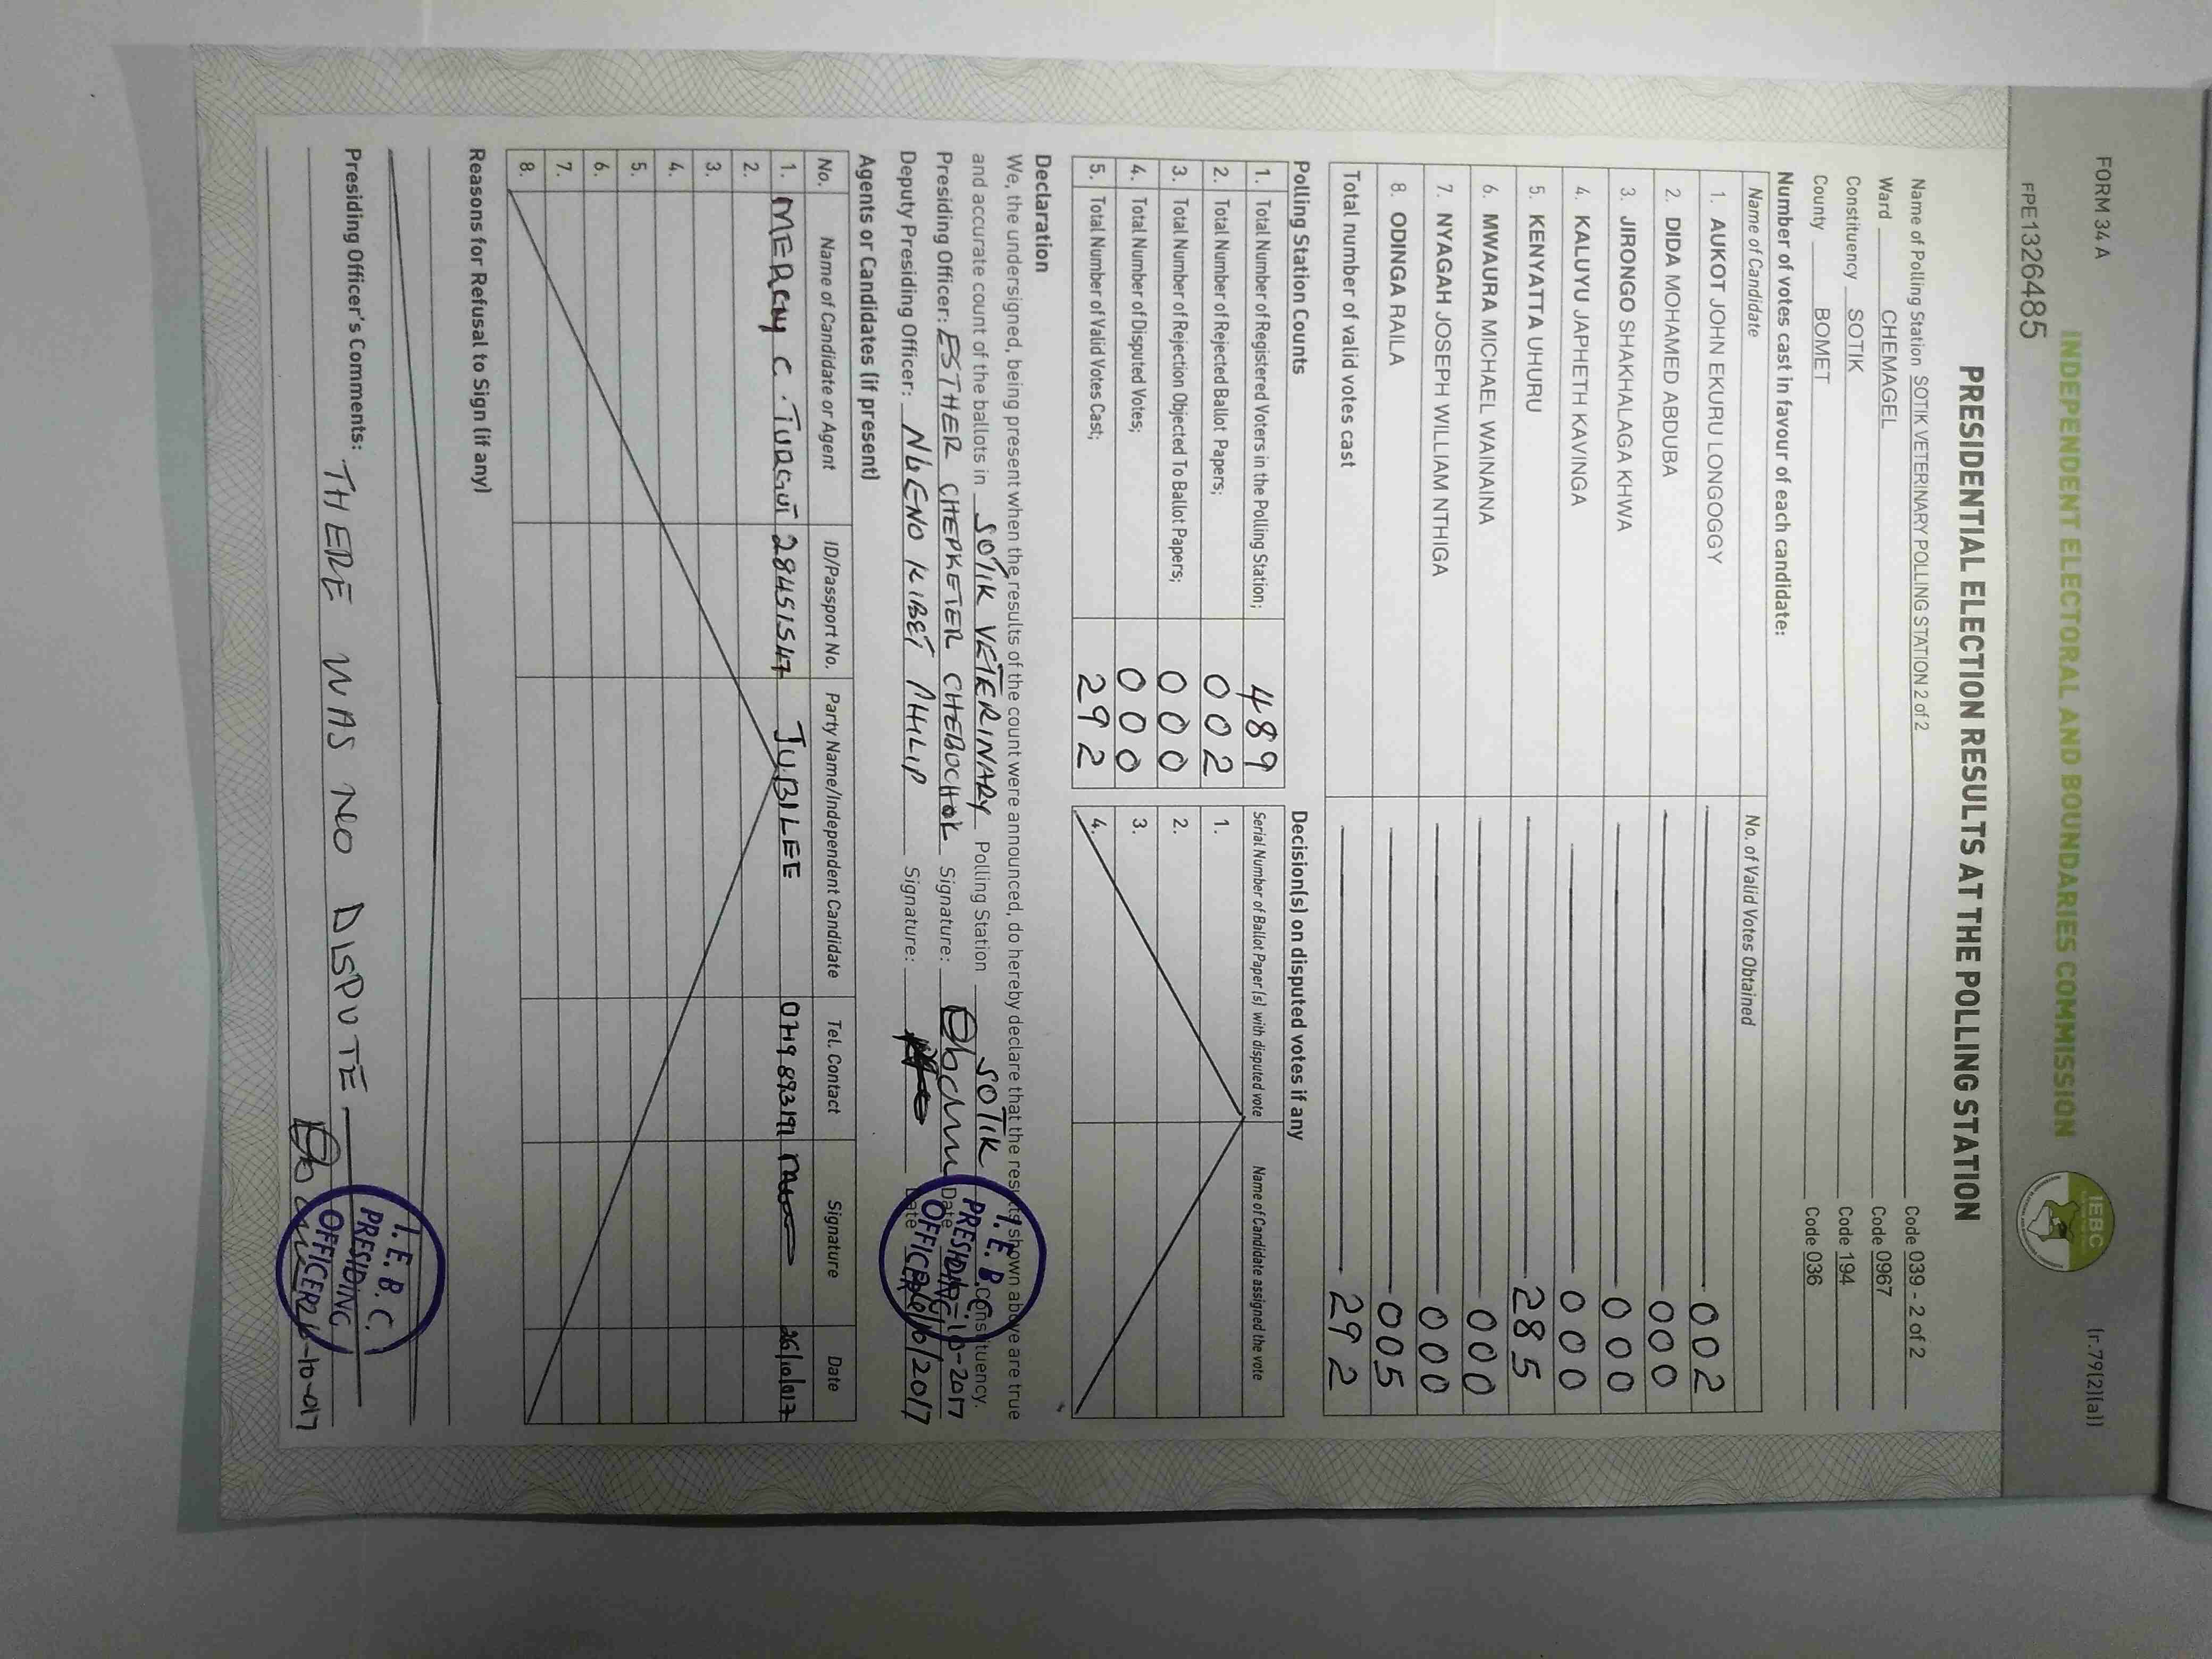 FORM 34 A
(r.79(2)(a))
FPE1326485
INDEPENDENT ELECTORAL AND BOUNDARIES COMMISSION
IEBC
PRESIDENTIAL ELECTION RESULTS AT THE POLLING STATION
Name of Polling Station SOTIK VETERINARY POLLING STATION 2 of 2 Code 039 - 2 of 2
Ward CHEMAGEL Code 0967
Constituency SOTIK Code 194
County BOMET Code 036
Number of votes cast in favour of each candidate:
Name of Candidate No. of Valid Votes Obtained
1. AUKOT JOHN EKURU LONGOGGY 002
2. DIDA MOHAMED ABDUBA 000
3. JIRONGO SHAKHALAGA KHWA 000
4. KALUYU JAPHETH KAVINGA 000
5. KENYATTA UHURU 285
6. MWAURA MICHAEL WAINAINA 000
7. NYAGAH JOSEPH WILLIAM NTHIGA 000
8. ODINGA RAILA 005
Total number of valid votes cast 292
Polling Station Counts Decision(s) on disputed votes if any
1. Total Number of Registered Voters in the Polling Station; 489 Serial Number of Ballot Paper (s) with disputed vote Name of Candidate assigned the vote
2. Total Number of Rejected Ballot Papers; 002 1.
3. Total Number of Rejection Objected To Ballot Papers; 000 2.
4. Total Number of Disputed Votes; 000 3.
5. Total Number of Valid Votes Cast; 292 4.
Declaration
We, the undersigned, being present when the results of the count were announced, do hereby declare that the results shown above are true
and accurate count of the ballots in SOTIK VETERINARY Polling Station SOTIK Constituency.
Presiding Officer: ESTHER CHEPKETER CHEBOCHOK Signature: Date 26-10-2017
Deputy Presiding Officer: NGENO KIBET PHILIP Signature: Date 26/10/2017
I.E.B.C.
PRESIDING
OFFICER
Agents or Candidates (if present)
No. Name of Candidate or Agent ID/Passport No. Party Name/Independent Candidate Tel. Contact Signature Date
1. MERCY C. TURGUT 28451547 JUBILEE 0719893191 26/10/017
2.
3.
4.
5.
6.
7.
8.
Reasons for Refusal to Sign (if any)
Presiding Officer's Comments: THERE WAS NO DISPUTE
I.E.B.C.
PRESIDING
OFFICER
26-10-017